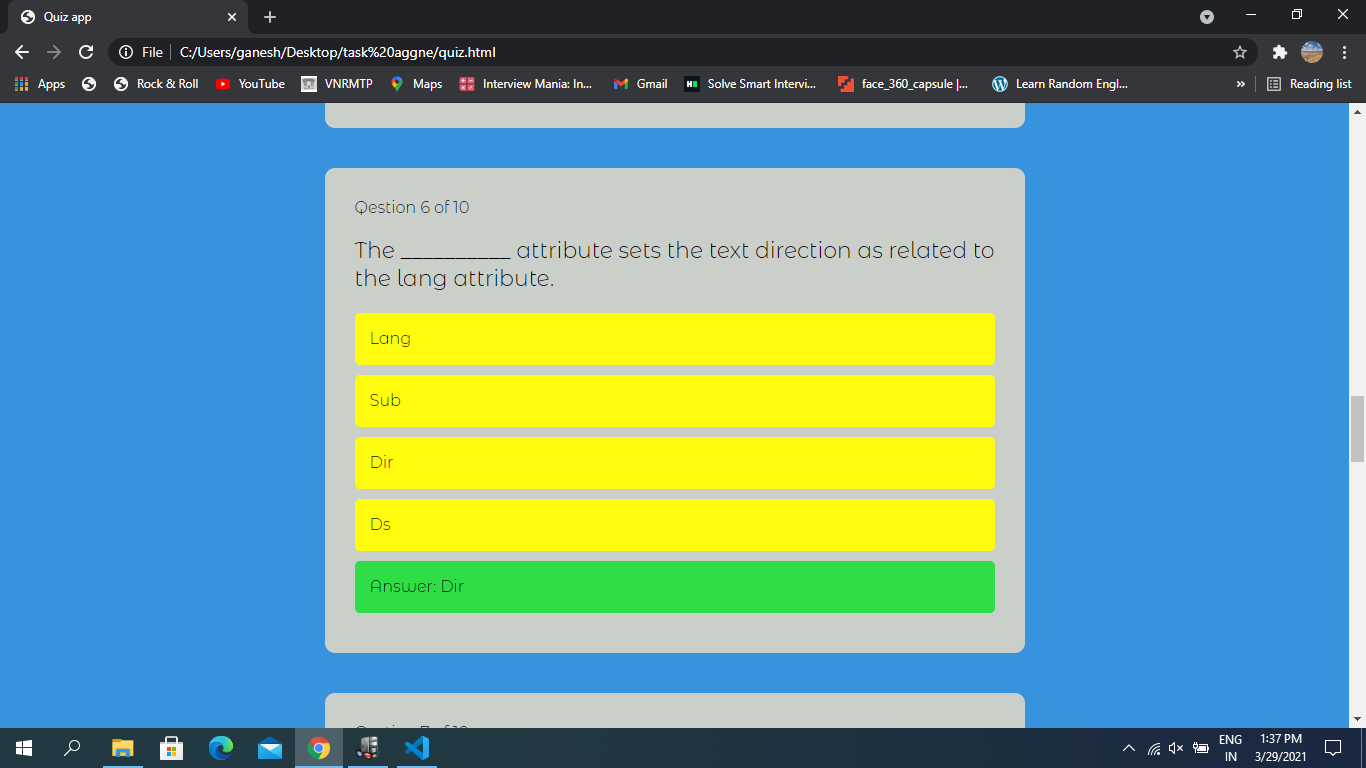 Quiz app
File
C:/Users/ganesh/Desktop/task%20aggne/quiz.html
Apps
Rock & Roll
YouTube
VNRMTP
Maps
Interview Mania: In...
Gmail
Solve Smart Intervi...
face_360_capsule |...
Learn Random Engl...
»
Reading list
Qestion 6 of 10
The __________ attribute sets the text direction as related to
the lang attribute.
Lang
Sub
Dir
Ds
Answer: Dir
ENG
IN
1:37 PM
3/29/2021